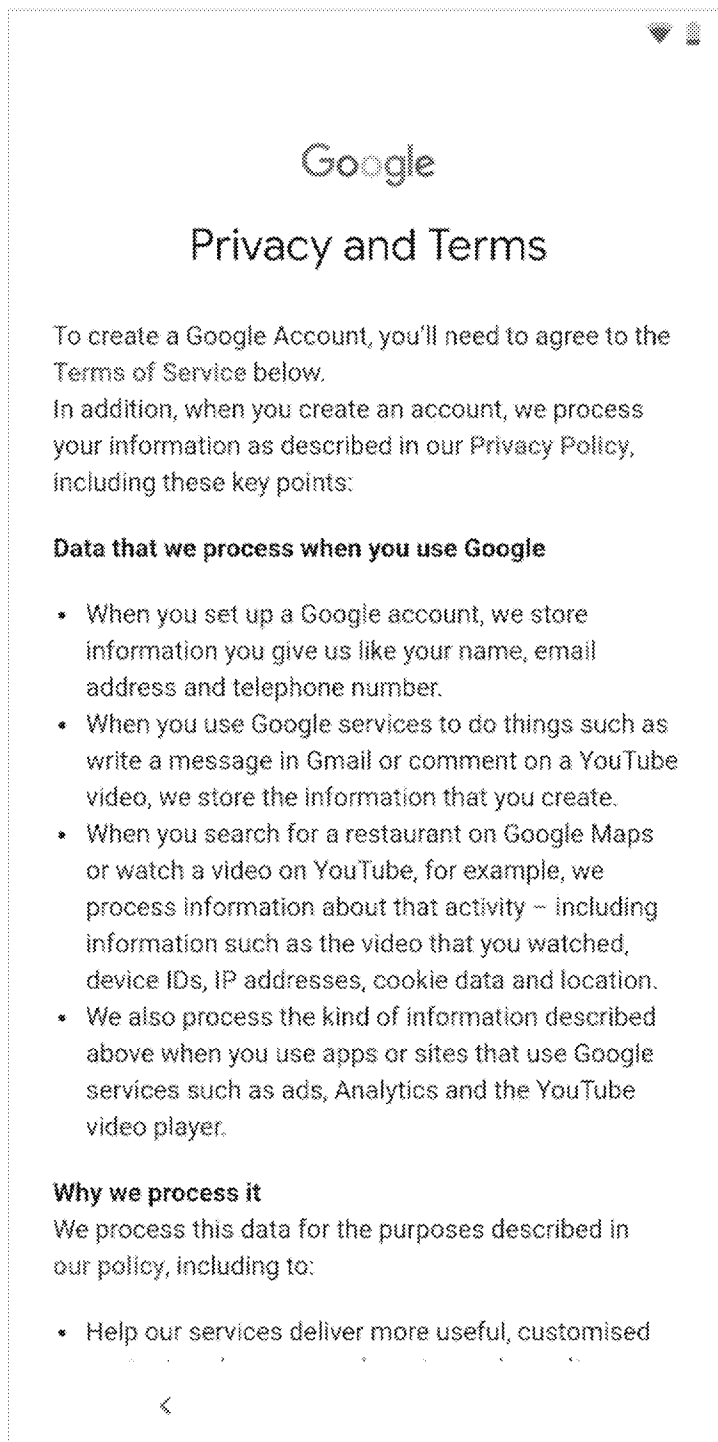 Google
Privacy and Terms
To create a Google Account, you'll need to agree to the
Terms of Service below.
In addition, when you create an account, we process
your information as described in our Privacy Policy,
including these key points:
Data that we process when you use Google
• When you set up a Google account, we store
information you give us like your name, email
address and telephone number.
• When you use Google services to do things such as
write a message in Gmail or comment on a YouTube
video, we store the information that you create.
• When you search for a restaurant on Google Maps
or watch a video on YouTube, for example, we
process information about that activity – including
information such as the video that you watched,
device IDs, IP addresses, cookie data and location.
• We also process the kind of information described
above when you use apps or sites that use Google
services such as ads, Analytics and the YouTube
video player.
Why we process it
We process this data for the purposes described in
our policy, including to:
• Help our services deliver more useful, customised